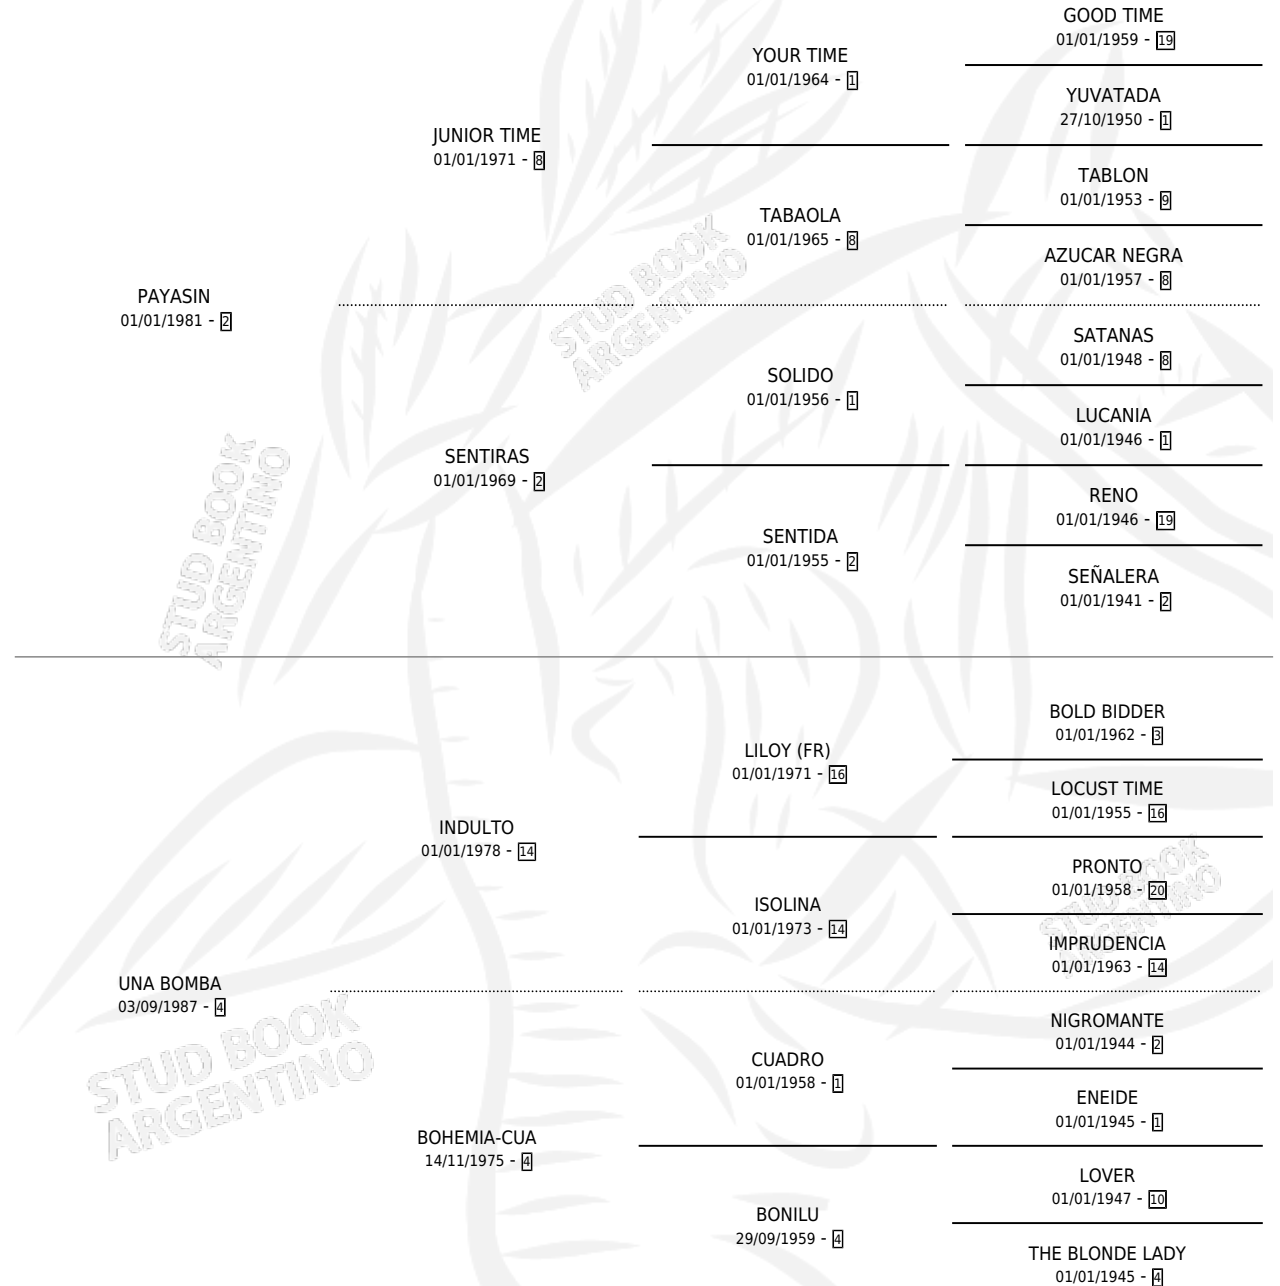 GOOD TIME
01/01/1959 - 19
YOUR TIME
01/01/1964 - 1
YUVATADA
27/10/1950 - 1
JUNIOR TIME
01/01/1971 - 8
TABLON
01/01/1953 - 9
TABAOLA
01/01/1965 - 8
AZUCAR NEGRA
01/01/1957 - 8
PAYASIN
01/01/1981 - 2
SATANAS
01/01/1948 - 8
SOLIDO
01/01/1956 - 1
LUCANIA
01/01/1946 - 1
SENTIRAS
01/01/1969 - 2
RENO
01/01/1946 - 19
SENTIDA
01/01/1955 - 2
SEÑALERA
01/01/1941 - 2
BOLD BIDDER
01/01/1962 - 3
LILOY (FR)
01/01/1971 - 16
LOCUST TIME
01/01/1955 - 16
INDULTO
01/01/1978 - 14
PRONTO
01/01/1958 - 20
ISOLINA
01/01/1973 - 14
IMPRUDENCIA
01/01/1963 - 14
UNA BOMBA
03/09/1987 - 4
NIGROMANTE
01/01/1944 - 2
CUADRO
01/01/1958 - 1
ENEIDE
01/01/1945 - 1
BOHEMIA-CUA
14/11/1975 - 4
LOVER
01/01/1947 - 10
BONILU
29/09/1959 - 4
THE BLONDE LADY
01/01/1945 - 4
STUD BOOK
ARGENTINO
STUD BOOK
ARGENTINO
STUD BOOK
ARGENTINO
STUD BOOK
ARGENTINO